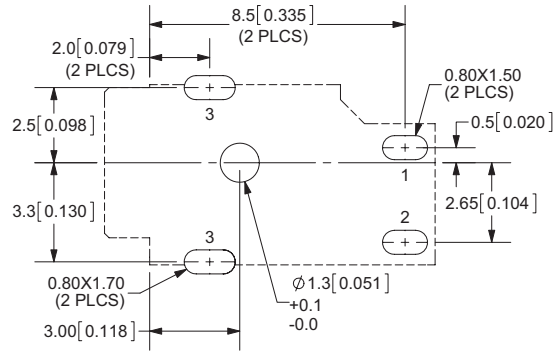 8.5[0.335]
(2 PLCS)
2.0[0.079]
(2 PLCS)
0.80X1.50
(2 PLCS)
3
2.5[0.098]
0.5[0.020]
1
2.65[0.104]
3.3[0.130]
3
2
0.80X1.70
(2 PLCS)
Ø1.3[0.051]
+0.1
-0.0
3.00[0.118]